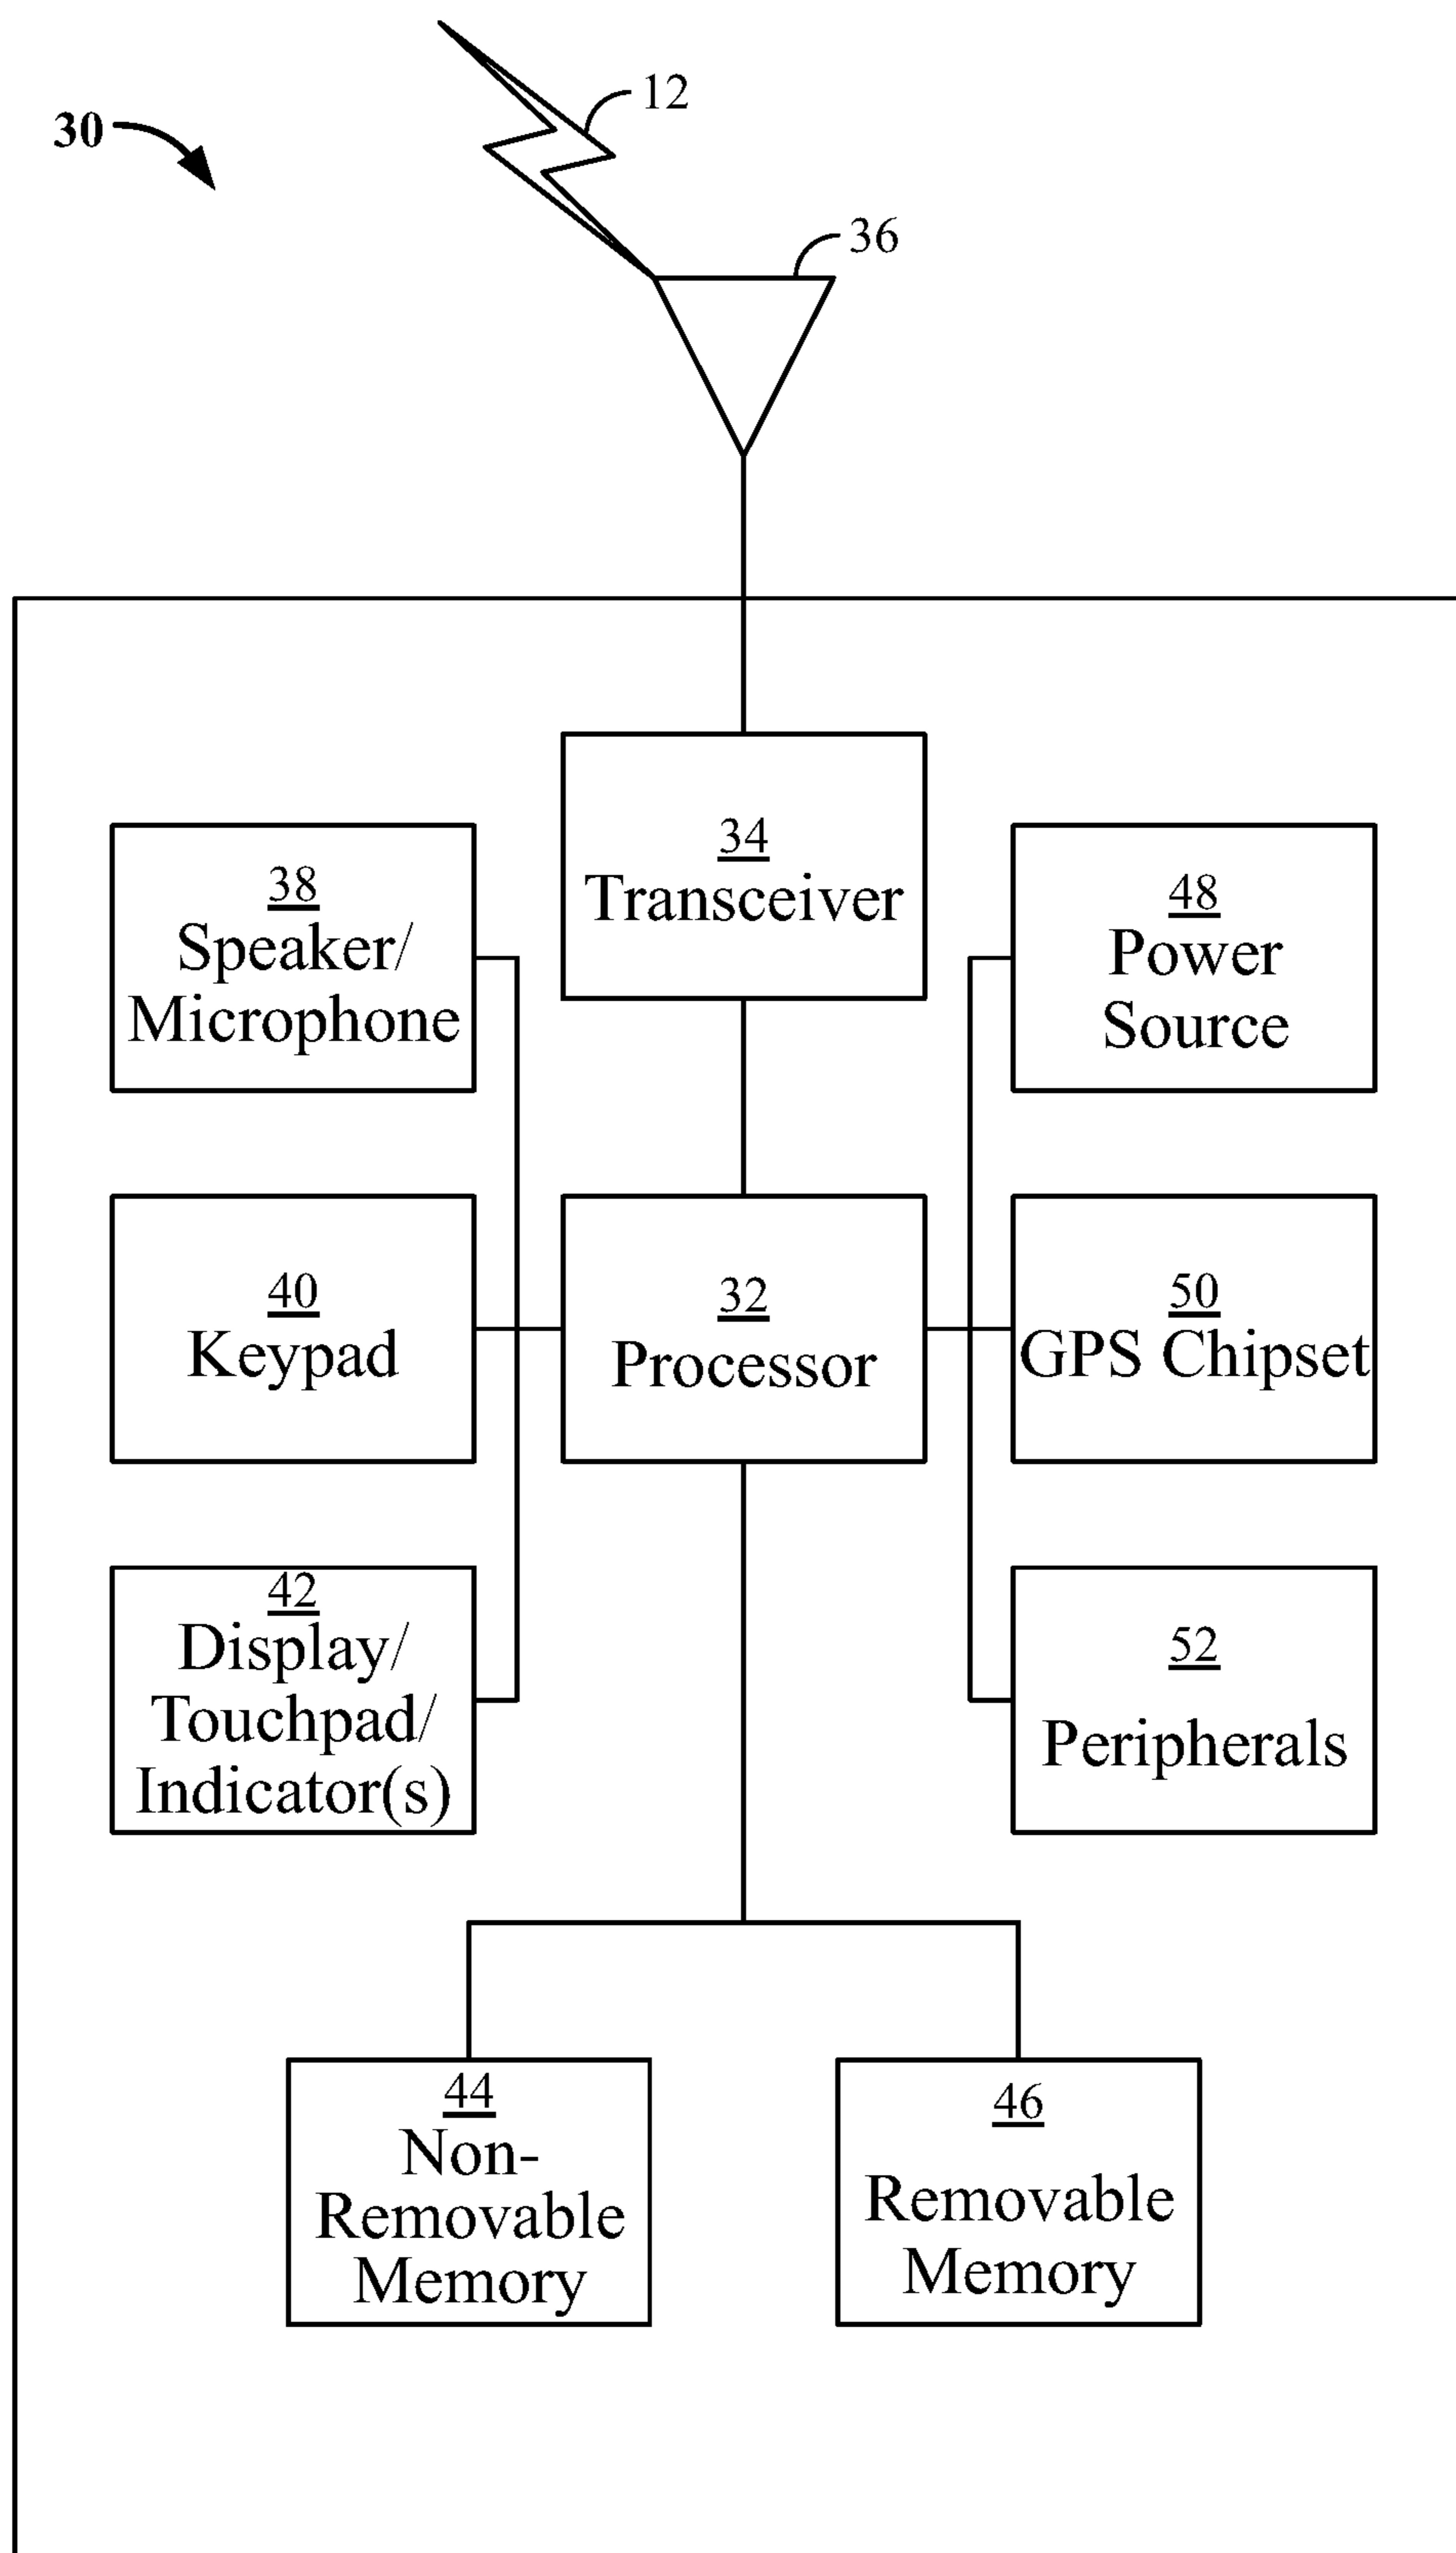 12
30
36
34
Transceiver
38
Speaker/
Microphone
48
Power
Source
40
Keypad
32
Processor
50
GPS Chipset
42
Display/
Touchpad/
Indicator(s)
52
Peripherals
44
Non-
Removable
Memory
46
Removable
Memory